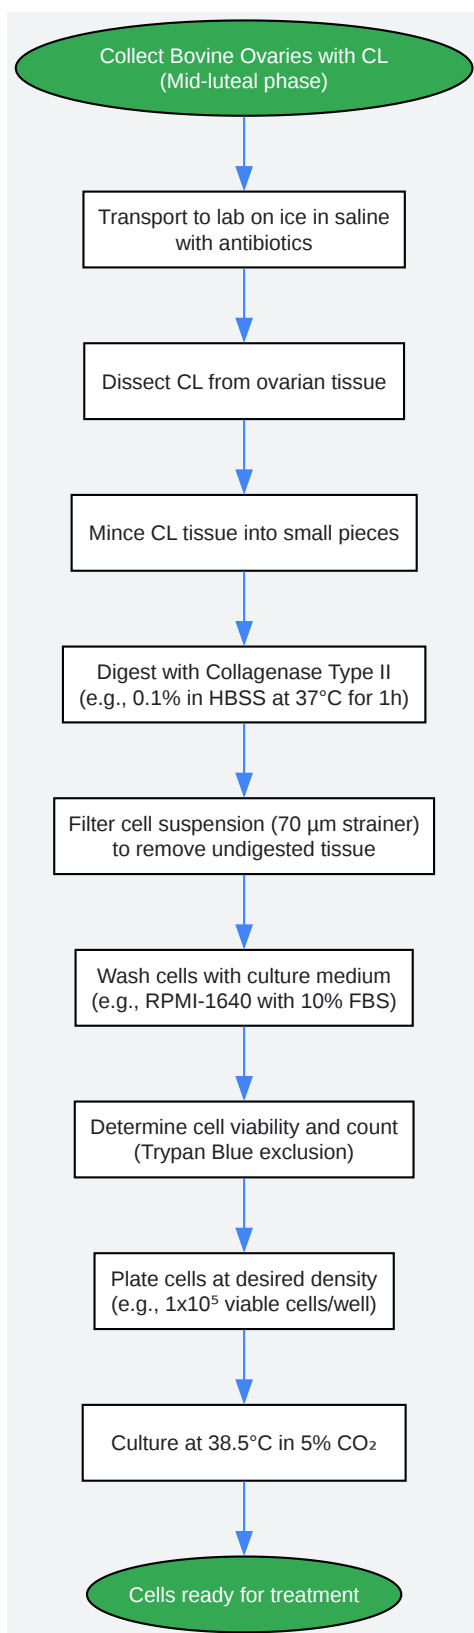 Collect Bovine Ovaries with CL
(Mid-luteal phase)
Transport to lab on ice in saline
with antibiotics
Dissect CL from ovarian tissue
Mince CL tissue into small pieces
Digest with Collagenase Type II
(e.g., 0.1% in HBSS at 37°C for 1h)
Filter cell suspension (70 µm strainer)
to remove undigested tissue
Wash cells with culture medium
(e.g., RPMI-1640 with 10% FBS)
Determine cell viability and count
(Trypan Blue exclusion)
Plate cells at desired density
(e.g., 1x10⁵ viable cells/well)
Culture at 38.5°C in 5% CO₂
Cells ready for treatment